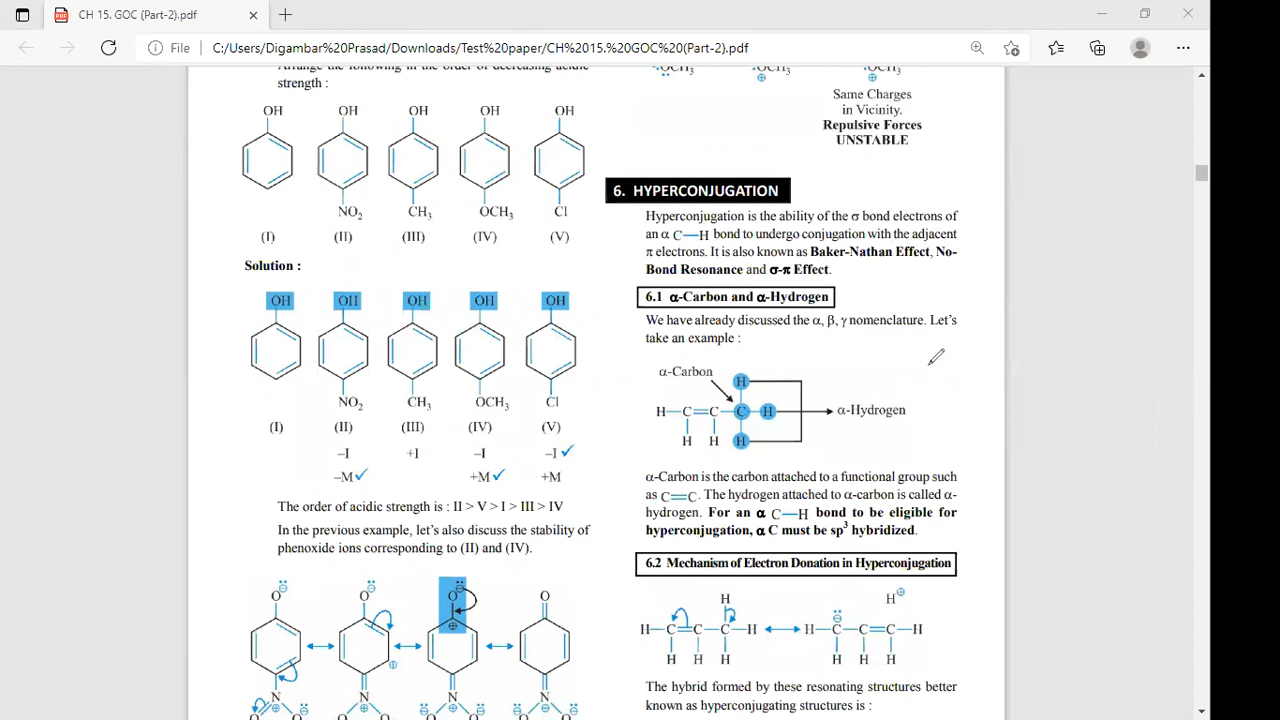 CH 15. GOC (Part-2).pdf
File
C:/Users/Digambar%20Prasad/Downloads/Test%20paper/CH%2015.%20GOC%20(Part-2).pdf
Arrange the following in the order of decreasing acidic
strength :
OH OH OH OH OH
NO2 CH3 OCH3 Cl
(I) (II) (III) (IV) (V)
Solution :
OH OH OH OH OH
NO2 CH3 OCH3 Cl
(I) (II) (III) (IV) (V)
–I +I –I –I ✓
–M✓ +M✓ +M
The order of acidic strength is : II > V > I > III > IV
In the previous example, let's also discuss the stability of
phenoxide ions corresponding to (II) and (IV).
O⊖ O⊖ O⊖ O
⊕
⊕
N N N N
⊕ ⊕ ⊕ ⊕
O O⊖ ⊖O O⊖ ⊖O O⊖ ⊖O O⊖
OCH3 OCH3 OCH3
⊕ ⊕
Same Charges
in Vicinity.
Repulsive Forces
UNSTABLE
6. HYPERCONJUGATION
Hyperconjugation is the ability of the σ bond electrons of
an α C—H bond to undergo conjugation with the adjacent
π electrons. It is also known as Baker-Nathan Effect, No-
Bond Resonance and σ-π Effect.
6.1 α-Carbon and α-Hydrogen
We have already discussed the α, β, γ nomenclature. Let's
take an example :
α-Carbon H
H—C=C—C—H α-Hydrogen
H H H
α-Carbon is the carbon attached to a functional group such
as C=C. The hydrogen attached to α-carbon is called α-
hydrogen. For an α C—H bond to be eligible for
hyperconjugation, α C must be sp3 hybridized.
6.2 Mechanism of Electron Donation in Hyperconjugation
H H⊕
H—C=C—C—H ↔ H—C⊖—C=C—H
H H H H H H
The hybrid formed by these resonating structures better
known as hyperconjugating structures is :